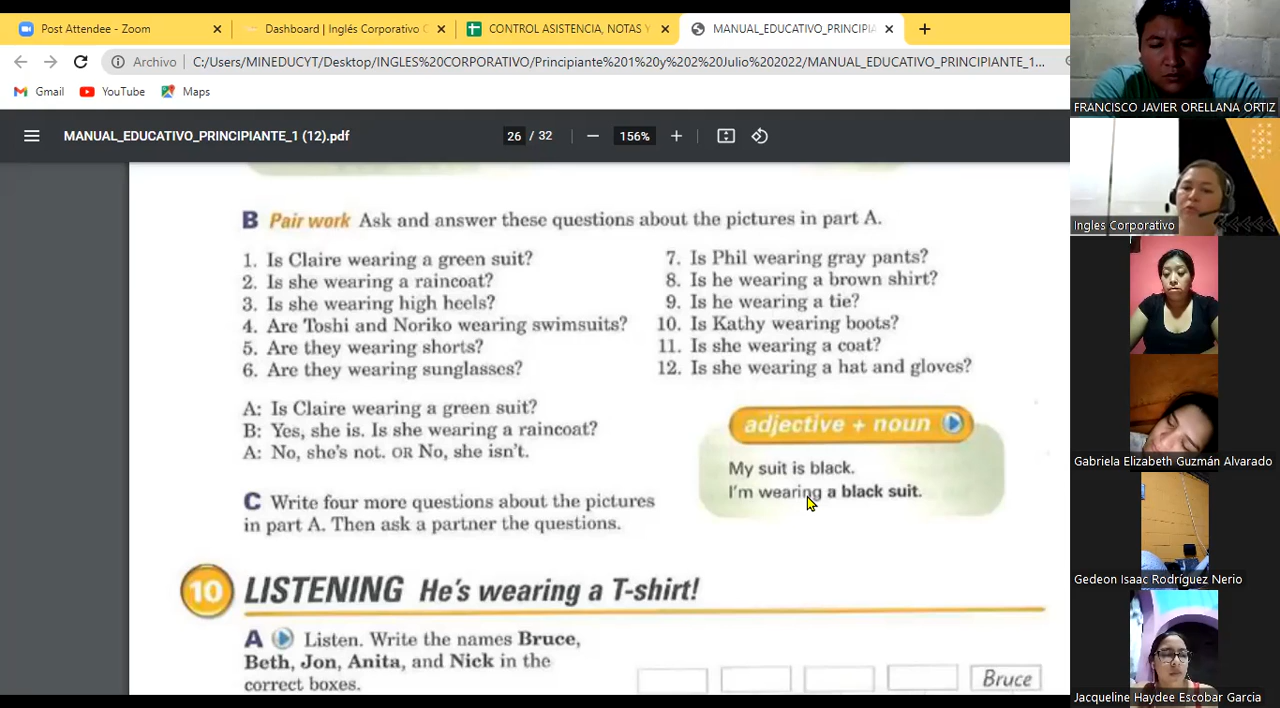 Post Attendee - Zoom
Dashboard | Inglés Corporativo
CONTROL ASISTENCIA, NOTAS Y
MANUAL_EDUCATIVO_PRINCIPIA
Archivo
C:/Users/MINEDUCYT/Desktop/INGLES%20CORPORATIVO/Principiante%201%20y%202%20Julio%202022/MANUAL_EDUCATIVO_PRINCIPIANTE_1...
Gmail
YouTube
Maps
MANUAL_EDUCATIVO_PRINCIPIANTE_1 (12).pdf
26 / 32
156%
B Pair work Ask and answer these questions about the pictures in part A.
1. Is Claire wearing a green suit?
2. Is she wearing a raincoat?
3. Is she wearing high heels?
4. Are Toshi and Noriko wearing swimsuits?
5. Are they wearing shorts?
6. Are they wearing sunglasses?
7. Is Phil wearing gray pants?
8. Is he wearing a brown shirt?
9. Is he wearing a tie?
10. Is Kathy wearing boots?
11. Is she wearing a coat?
12. Is she wearing a hat and gloves?
A: Is Claire wearing a green suit?
B: Yes, she is. Is she wearing a raincoat?
A: No, she's not. OR No, she isn't.
adjective + noun
My suit is black.
I'm wearing a black suit.
C Write four more questions about the pictures
in part A. Then ask a partner the questions.
10 LISTENING He's wearing a T-shirt!
A Listen. Write the names Bruce,
Beth, Jon, Anita, and Nick in the
correct boxes.
Bruce
FRANCISCO JAVIER ORELLANA ORTIZ
Ingles Corporativo
Gabriela Elizabeth Guzmán Alvarado
Gedeon Isaac Rodríguez Nerio
Jacqueline Haydee Escobar Garcia